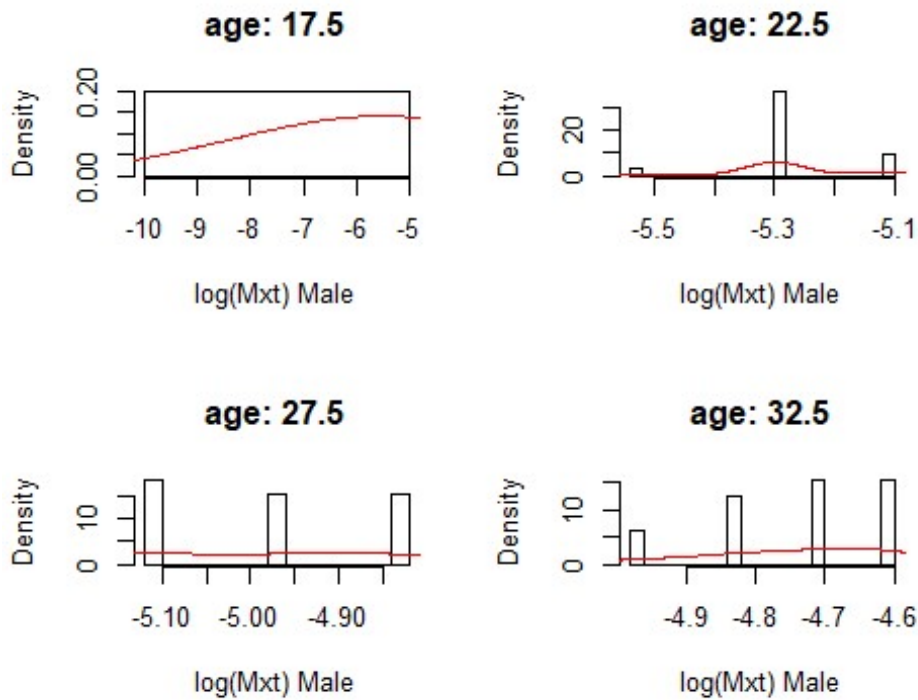 age: 17.5
Density
0.20
0.00
-10 -9 -8 -7 -6 -5
log(Mxt) Male
age: 22.5
Density
20
0
-5.5 -5.3 -5.1
log(Mxt) Male
age: 27.5
Density
10
0
-5.10 -5.00 -4.90
log(Mxt) Male
age: 32.5
Density
10
0
-4.9 -4.8 -4.7 -4.6
log(Mxt) Male